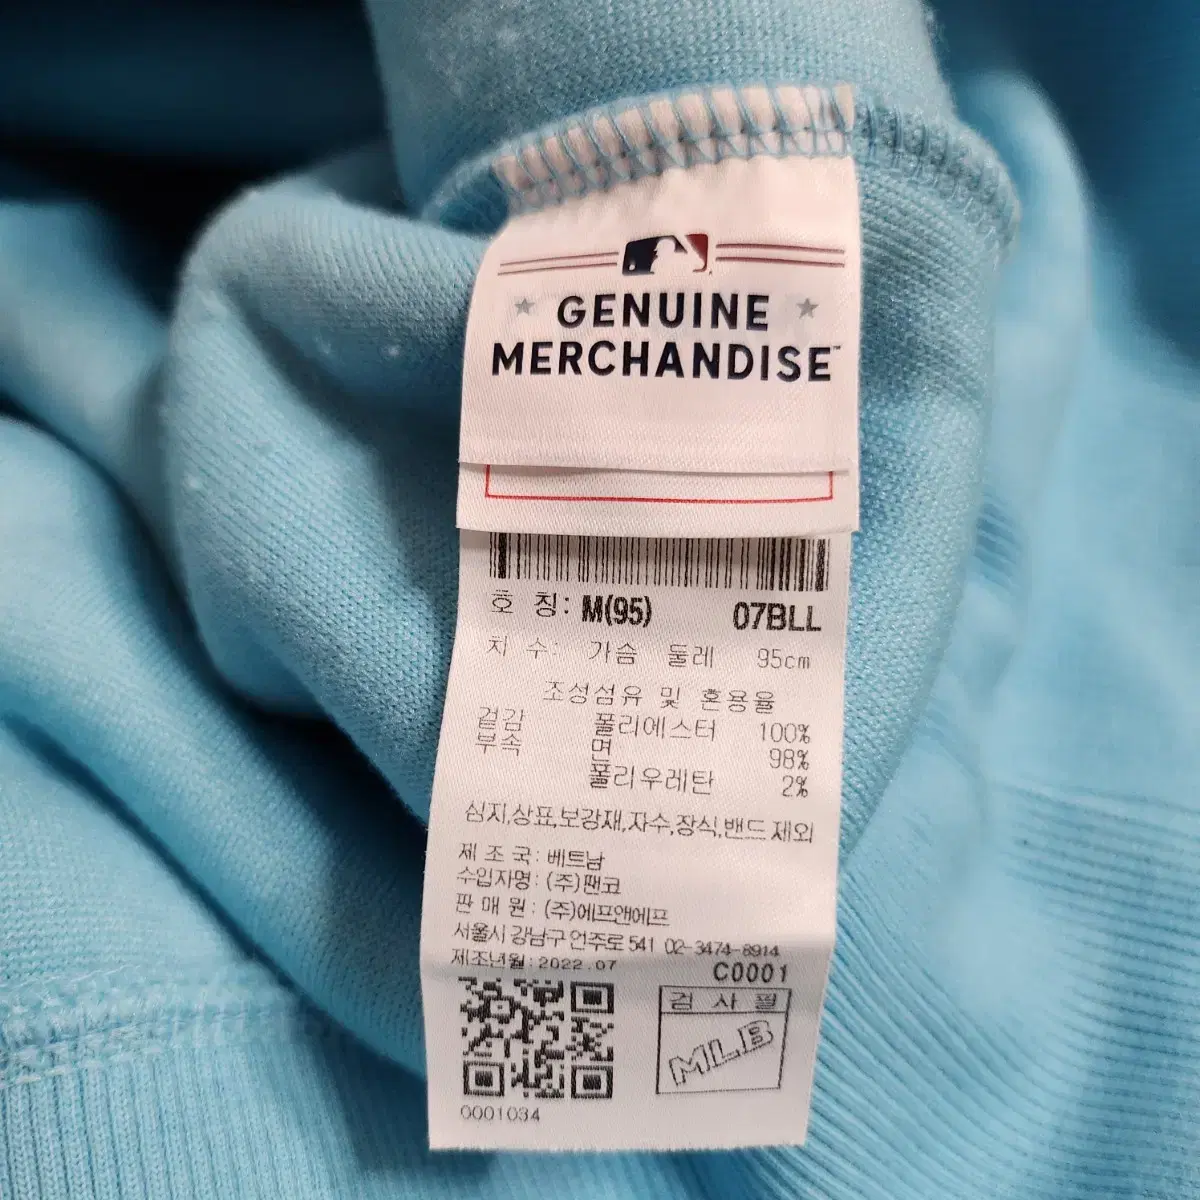 GENUINE
MERCHANDISE™
호 칭: M(95) 07BLL
치 수: 가슴 둘레 95cm
조성섬유 및 혼용율
겉감 폴리에스터 100%
부속 면 98%
폴리우레탄 2%
심지,상표,보강재,자수,장식,밴드 제외
제 조 국: 베트남
수입자명: (주)팬코
판 매 원: (주)에프앤에프
서울시 강남구 언주로 541 02-3474-8914
제조년월: 2022.07
C0001
검 사 필
MLB
0001034